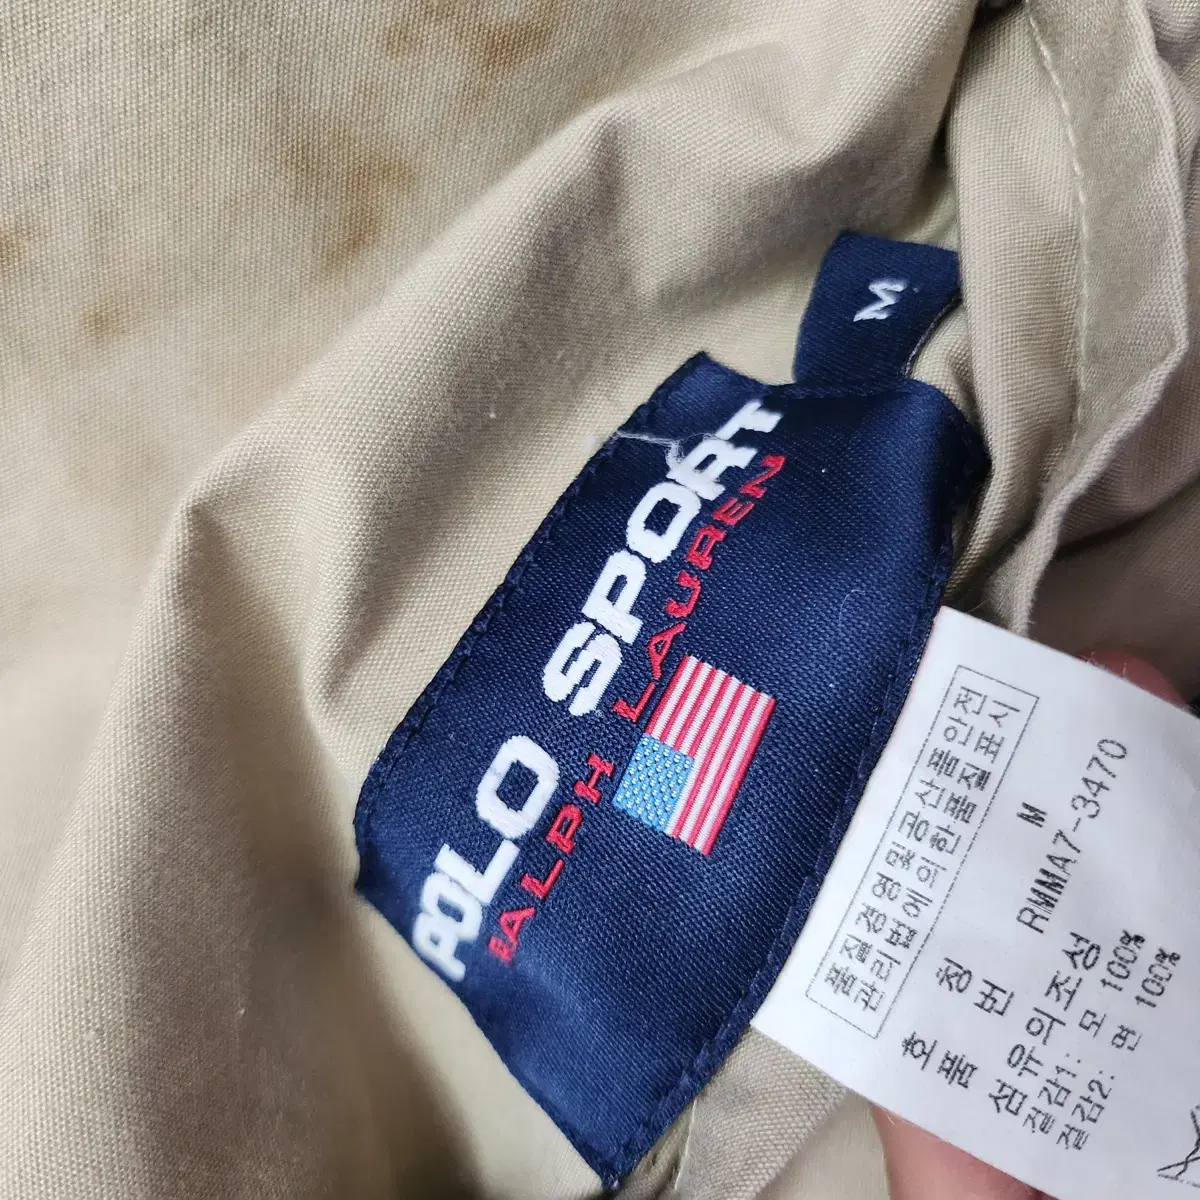 M
POLO SPORT
RALPH LAUREN
품질경영 및 공산품안전
관리법에 의한 품질표시
호칭 M
품번 RMMA7-3470
섬유의 조성
겉감1: 모 100%
겉감2: 면 100%